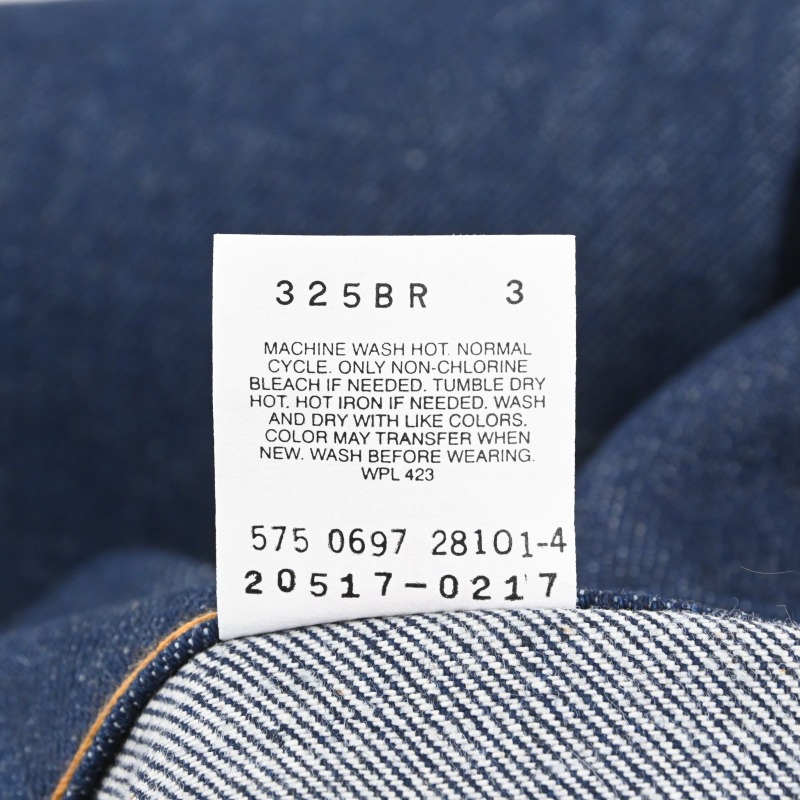 325BR 3
MACHINE WASH HOT. NORMAL
CYCLE. ONLY NON-CHLORINE
BLEACH IF NEEDED. TUMBLE DRY
HOT. HOT IRON IF NEEDED. WASH
AND DRY WITH LIKE COLORS.
COLOR MAY TRANSFER WHEN
NEW. WASH BEFORE WEARING.
WPL 423
575 0697 28101-4
20517-0217